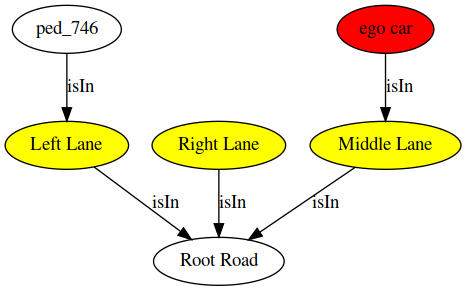 ped_746
ego car
isIn
isIn
Left Lane
Right Lane
Middle Lane
isIn
isIn
isIn
Root Road